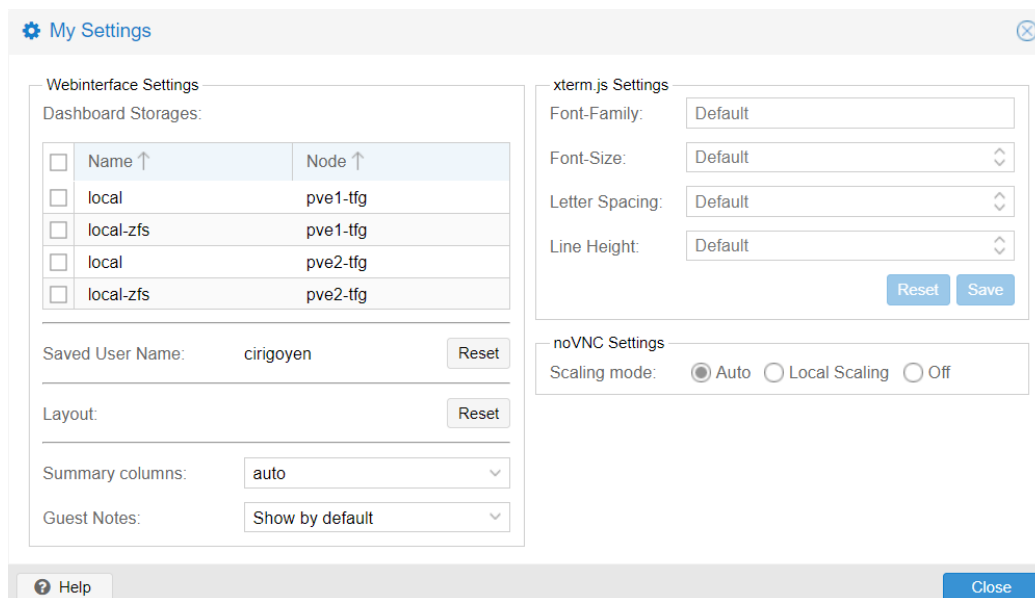 My Settings
Webinterface Settings
Dashboard Storages:
Name Node
local pve1-tfg
local-zfs pve1-tfg
local pve2-tfg
local-zfs pve2-tfg
Saved User Name: cirigoyen Reset
Layout: Reset
Summary columns: auto
Guest Notes: Show by default
xterm.js Settings
Font-Family: Default
Font-Size: Default
Letter Spacing: Default
Line Height: Default
Reset Save
noVNC Settings
Scaling mode: Auto Local Scaling Off
Help Close